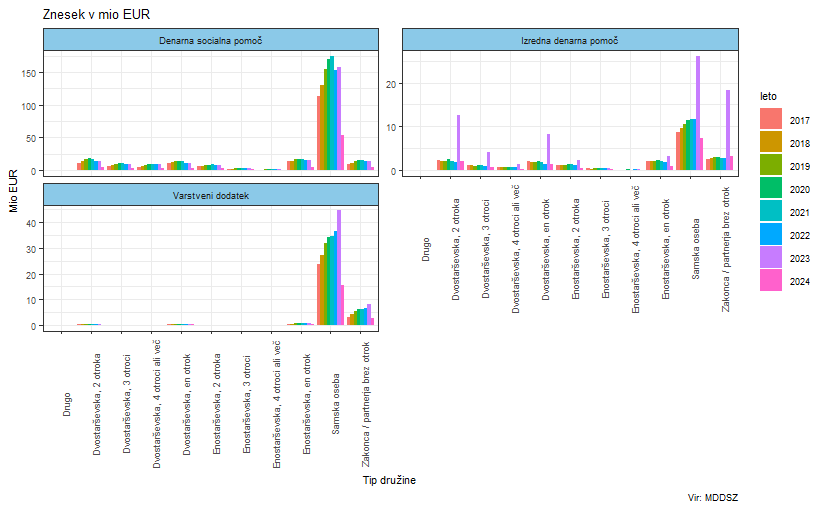 Znesek v mio EUR
Denarna socialna pomoč
Izredna denarna pomoč
150
100
50
0
20
10
0
Varstveni dodatek
40
30
20
10
0
Mio EUR
Drugo
Dvostarševska, 2 otroka
Dvostarševska, 3 otroci
Dvostarševska, 4 otroci ali več
Dvostarševska, en otrok
Enostarševska, 2 otroka
Enostarševska, 3 otroci
Enostarševska, 4 otroci ali več
Enostarševska, en otrok
Samska oseba
Zakonca / partnerja brez otrok
Drugo
Dvostarševska, 2 otroka
Dvostarševska, 3 otroci
Dvostarševska, 4 otroci ali več
Dvostarševska, en otrok
Enostarševska, 2 otroka
Enostarševska, 3 otroci
Enostarševska, 4 otroci ali več
Enostarševska, en otrok
Samska oseba
Zakonca / partnerja brez otrok
Tip družine
leto
2017
2018
2019
2020
2021
2022
2023
2024
Vir: MDDSZ